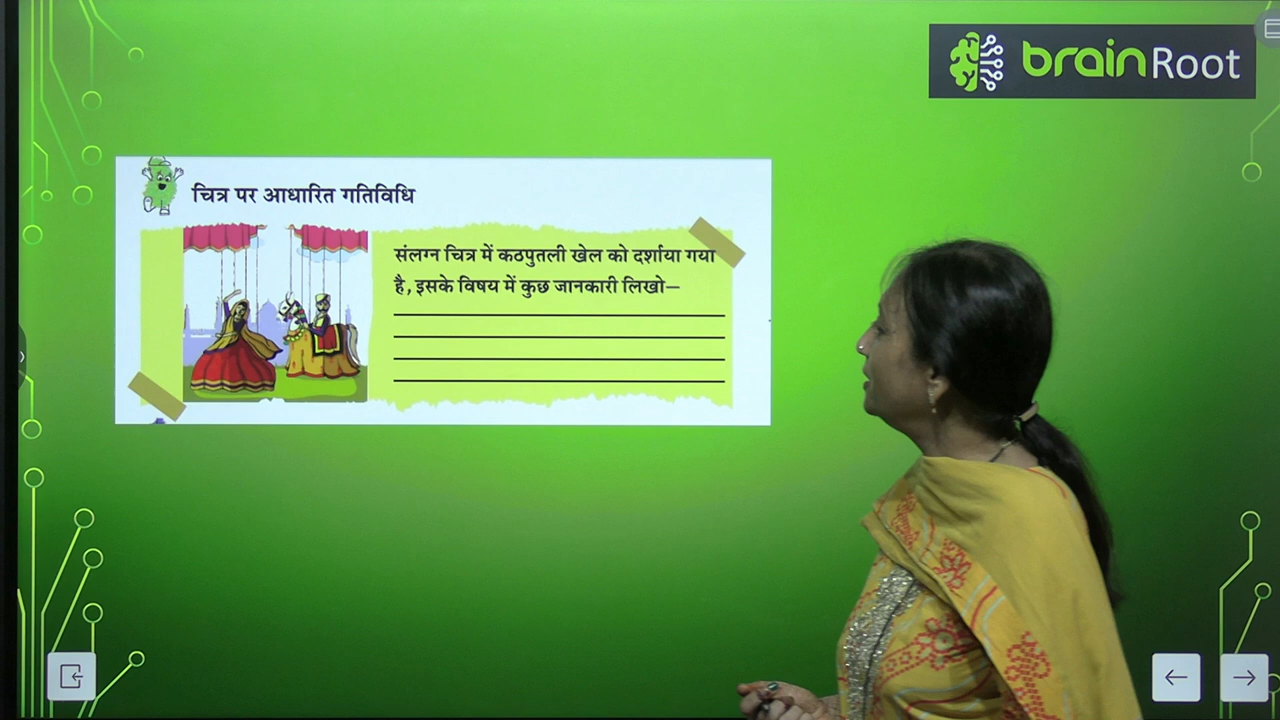 brainRoot
चित्र पर आधारित गतिविधि
संलग्न चित्र में कठपुतली खेल को दर्शाया गया
है, इसके विषय में कुछ जानकारी लिखो–